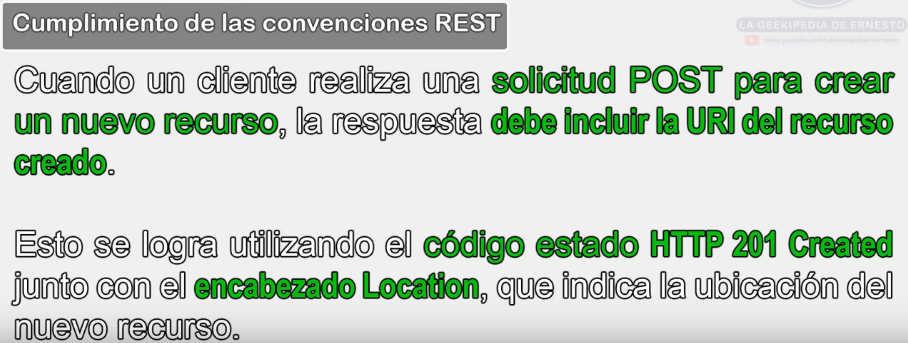 Cumplimiento de las convenciones REST
LA GEEKIPEDIA DE ERNESTO
Cuando un cliente realiza una solicitud POST para crear
un nuevo recurso, la respuesta debe incluir la URI del recurso
creado.
Esto se logra utilizando el código estado HTTP 201 Created
junto con el encabezado Location, que indica la ubicación del
nuevo recurso.